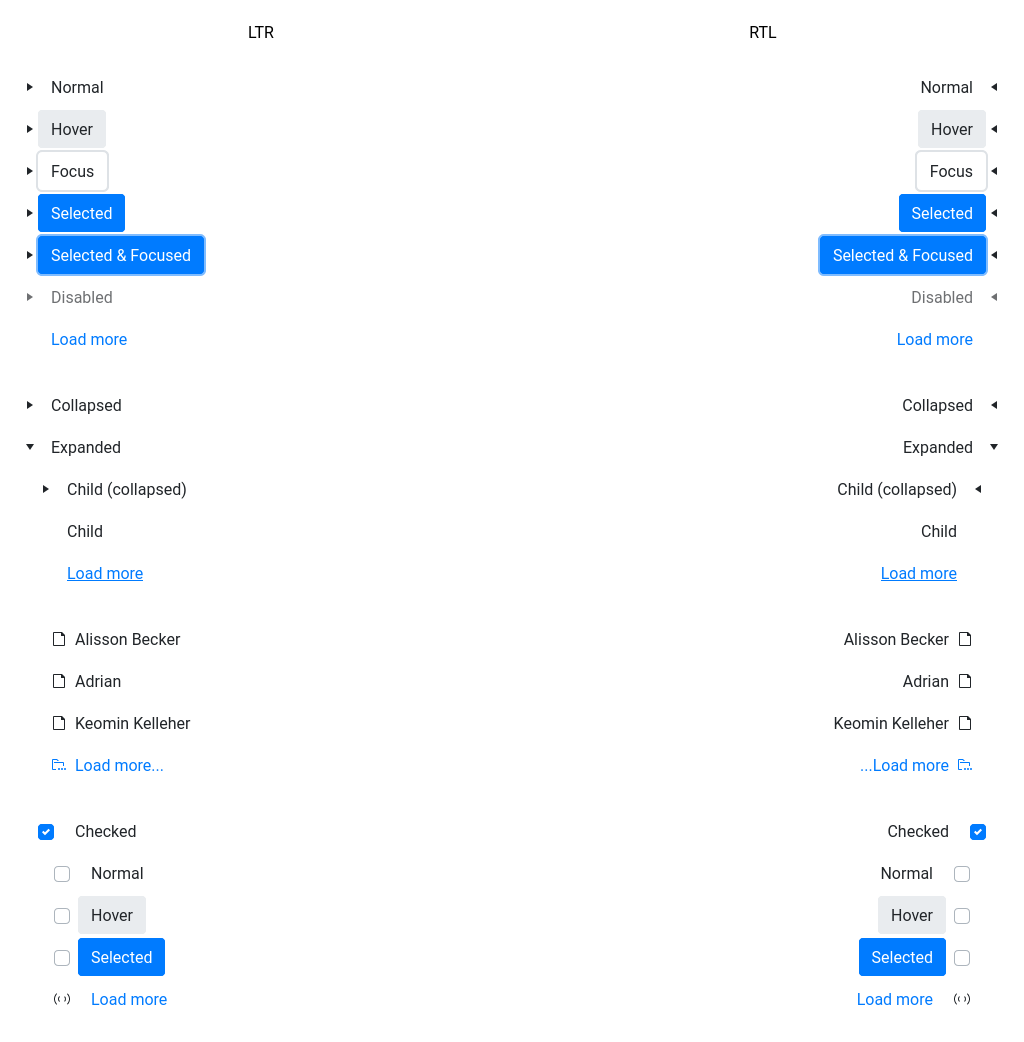 LTR
RTL
Normal
Normal
Hover
Hover
Focus
Focus
Selected
Selected
Selected & Focused
Selected & Focused
Disabled
Disabled
Load more
Load more
Collapsed
Collapsed
Expanded
Expanded
Child (collapsed)
Child (collapsed)
Child
Child
Load more
Load more
Alisson Becker
Alisson Becker
Adrian
Adrian
Keomin Kelleher
Keomin Kelleher
Load more...
...Load more
Checked
Checked
Normal
Normal
Hover
Hover
Selected
Selected
Load more
Load more